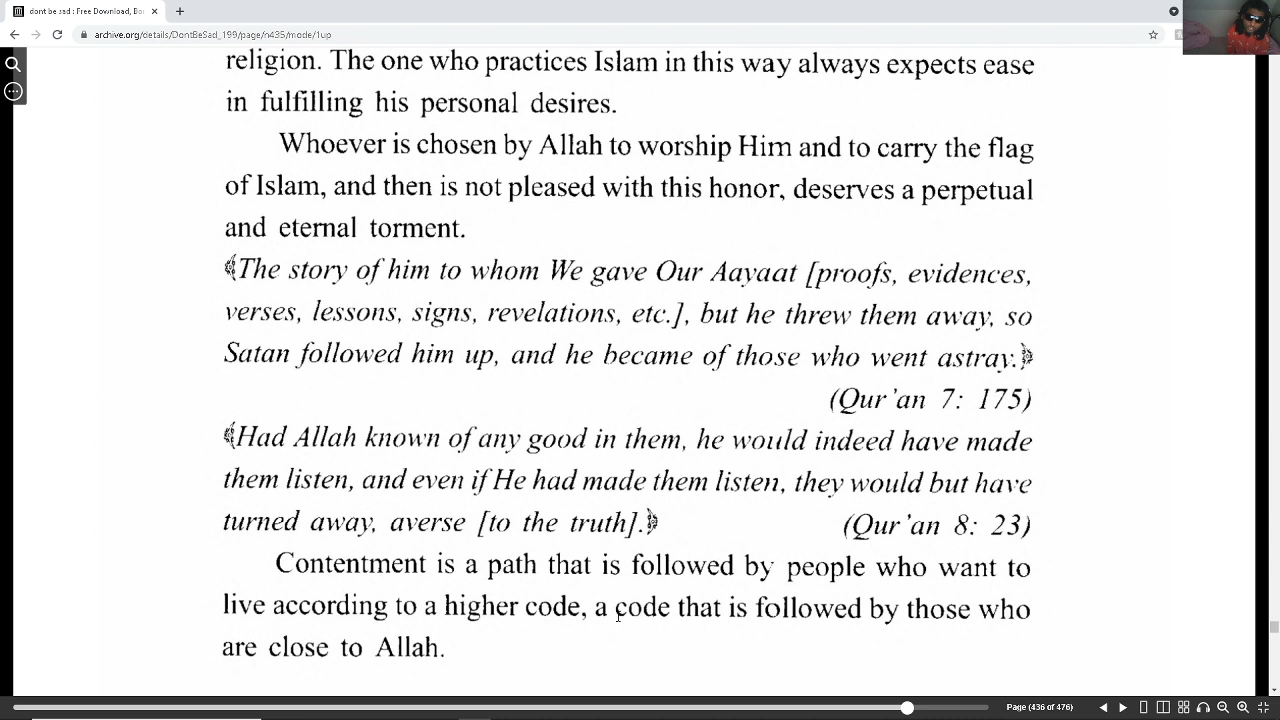 dont be sad : Free Download, Bo
archive.org/details/DontBeSad_199/page/n435/mode/1up
religion. The one who practices Islam in this way always expects ease
in fulfilling his personal desires.
Whoever is chosen by Allah to worship Him and to carry the flag
of Islam, and then is not pleased with this honor, deserves a perpetual
and eternal torment.
﴾The story of him to whom We gave Our Aayaat [proofs, evidences,
verses, lessons, signs, revelations, etc.], but he threw them away, so
Satan followed him up, and he became of those who went astray.﴿
(Qur'an 7: 175)
﴾Had Allah known of any good in them, he would indeed have made
them listen, and even if He had made them listen, they would but have
turned away, averse [to the truth].﴿ (Qur'an 8: 23)
Contentment is a path that is followed by people who want to
live according to a higher code, a code that is followed by those who
are close to Allah.
Page (436 of 476)